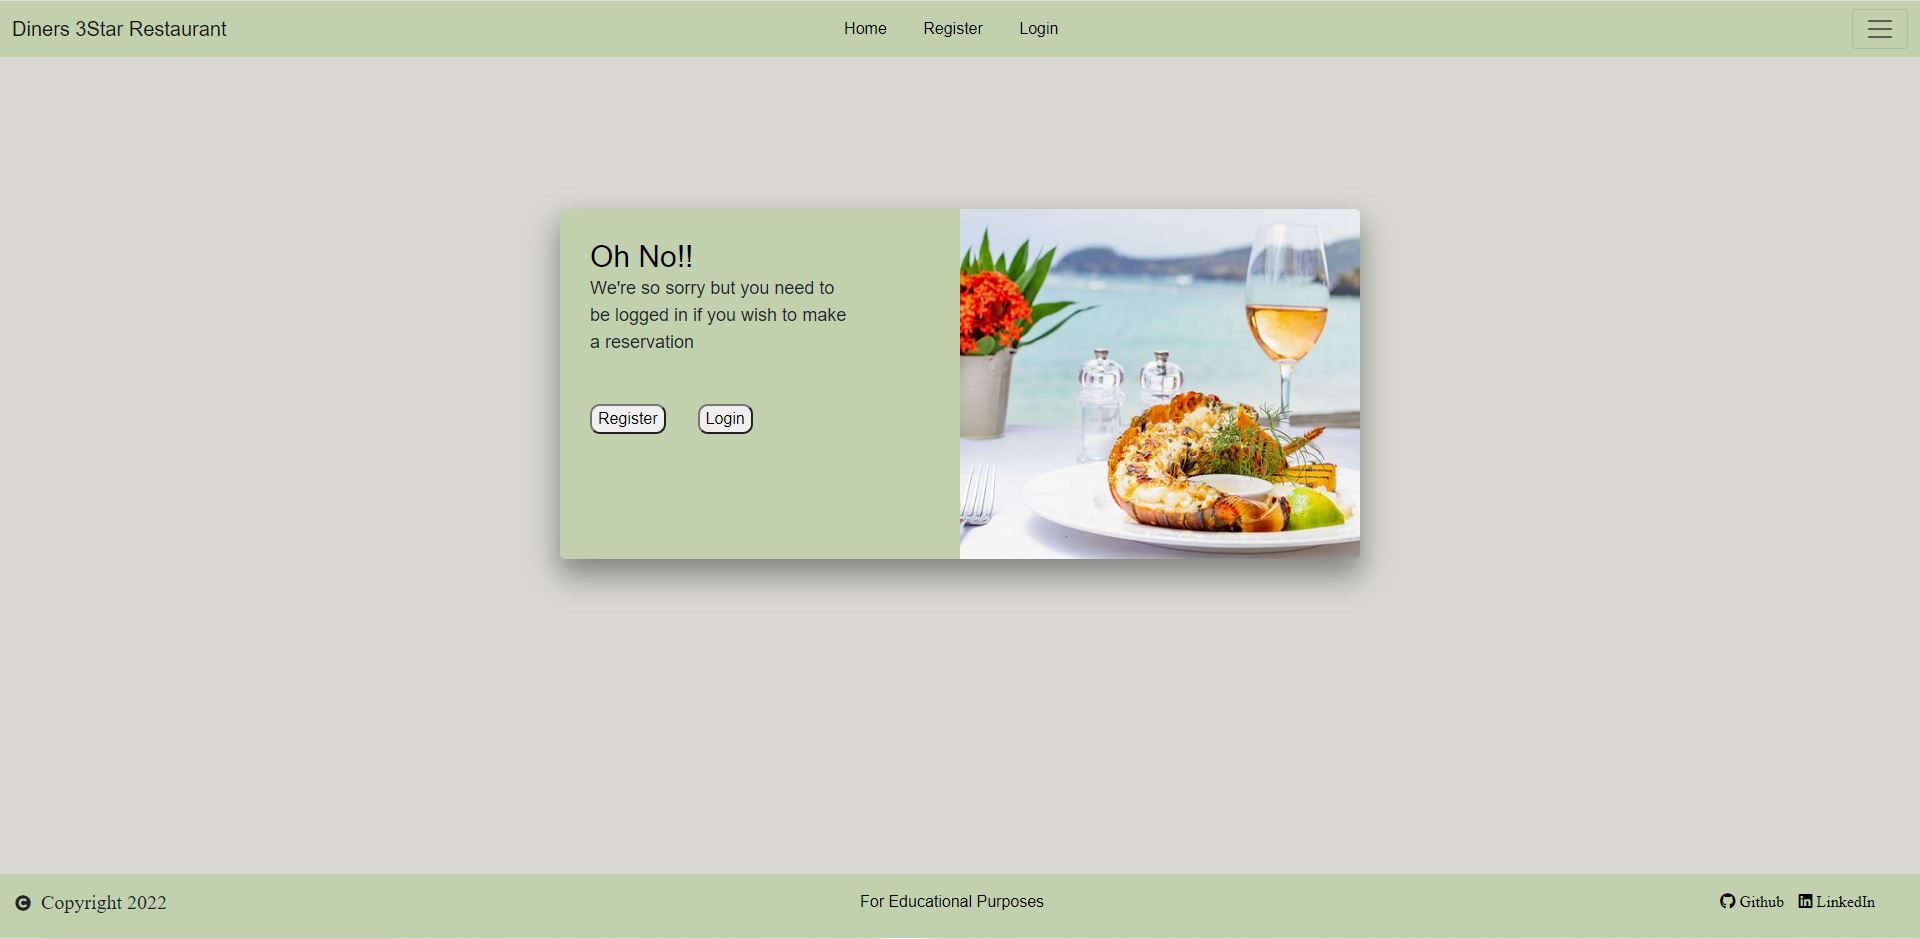 Diners 3Star Restaurant
Home Register Login
Oh No!!
We're so sorry but you need to
be logged in if you wish to make
a reservation
Register Login
Copyright 2022
For Educational Purposes
Github LinkedIn